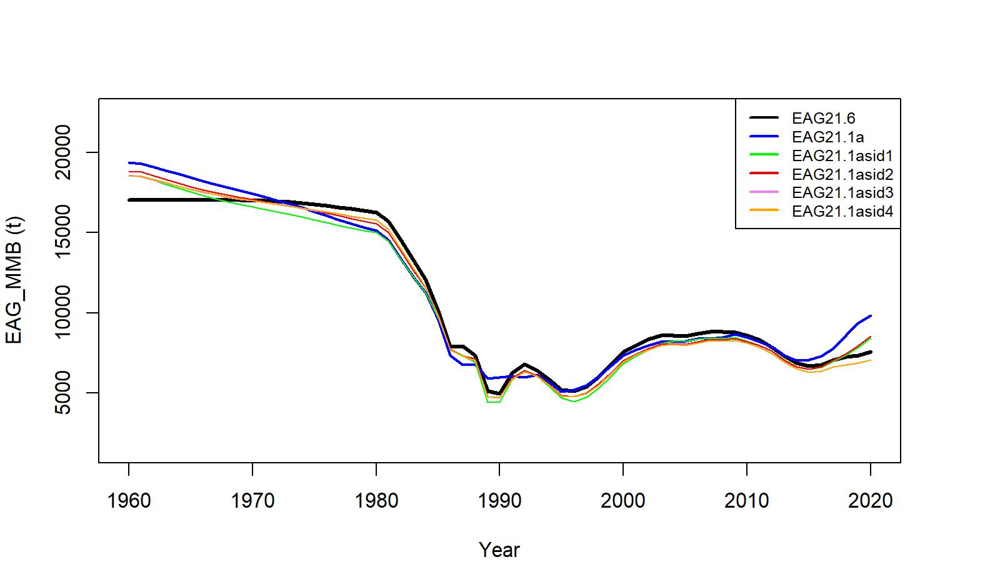 EAG21.6
EAG21.1a
EAG21.1asid1
EAG21.1asid2
EAG21.1asid3
EAG21.1asid4
EAG_MMB (t)
20000
15000
10000
5000
1960 1970 1980 1990 2000 2010 2020
Year